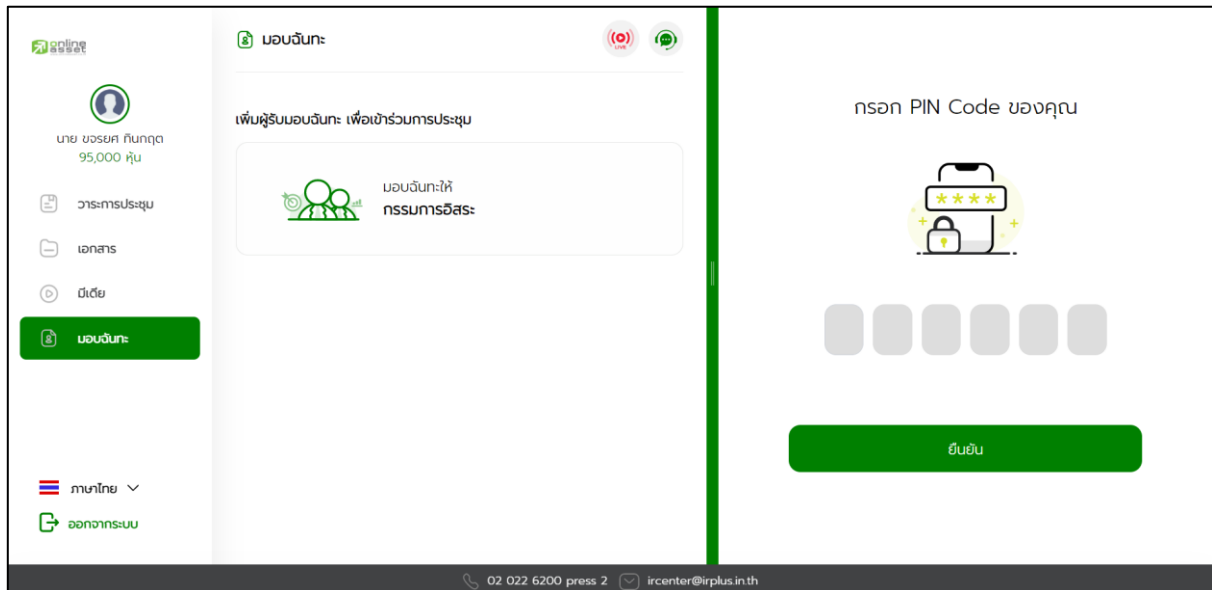 online
asset
นาย ขจรยศ ทินกฤต
95,000 หุ้น
วาระการประชุม
เอกสาร
มีเดีย
มอบฉันทะ
ภาษาไทย
ออกจากระบบ
มอบฉันทะ
LIVE
เพิ่มผู้รับมอบฉันทะ เพื่อเข้าร่วมการประชุม
มอบฉันทะให้
กรรมการอิสระ
กรอก PIN Code ของคุณ
* * * *
ยืนยัน
02 022 6200 press 2 ircenter@irplus.in.th